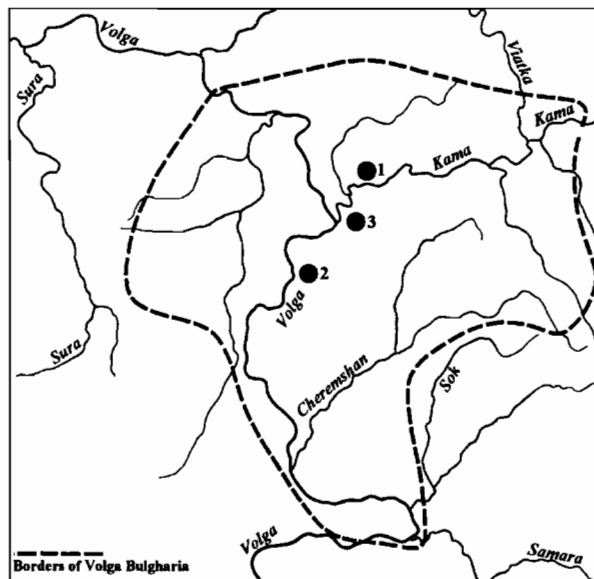 Volga
Viatka
Sura
Kama
Kama
1
3
2
Volga
Sura
Cheremshan
Sok
Volga
Samara
Borders of Volga Bulgharia